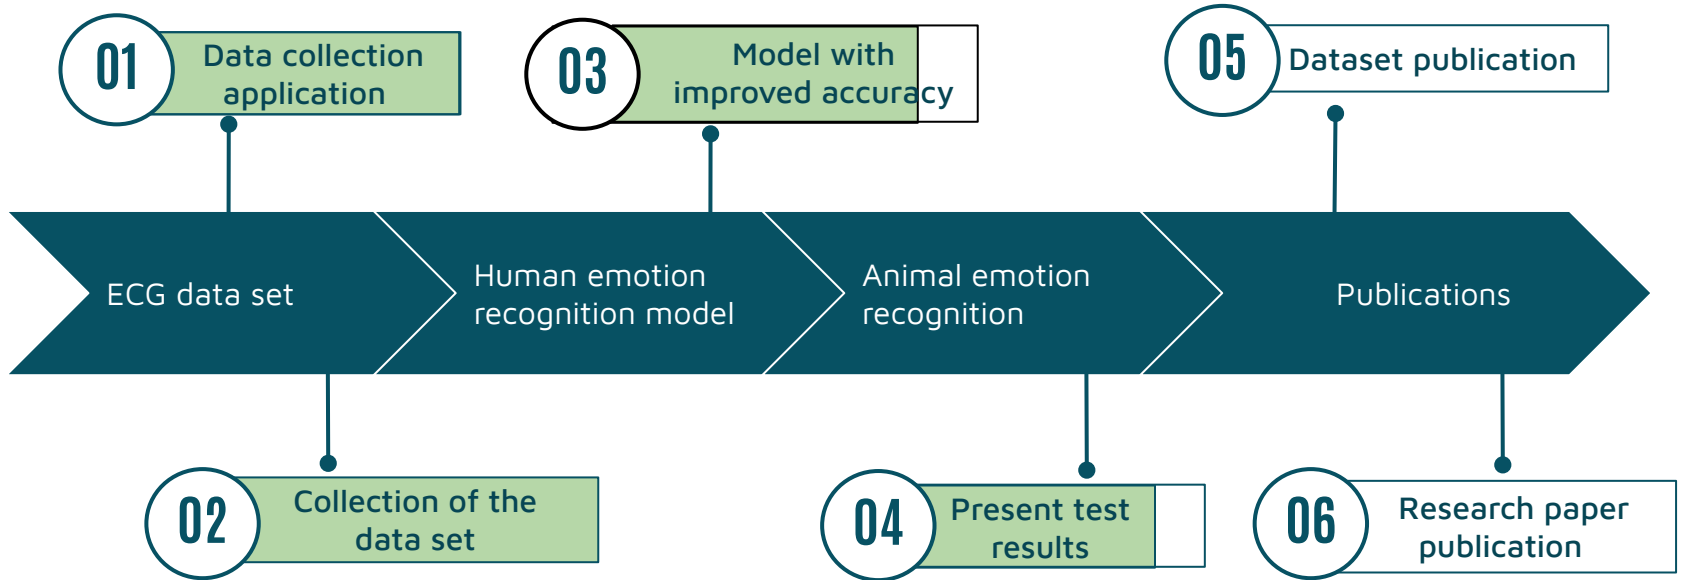 01
Data collection
application
03
Model with
improved accuracy
05
Dataset publication
ECG data set
Human emotion
recognition model
Animal emotion
recognition
Publications
02
Collection of the
data set
04
Present test
results
06
Research paper
publication